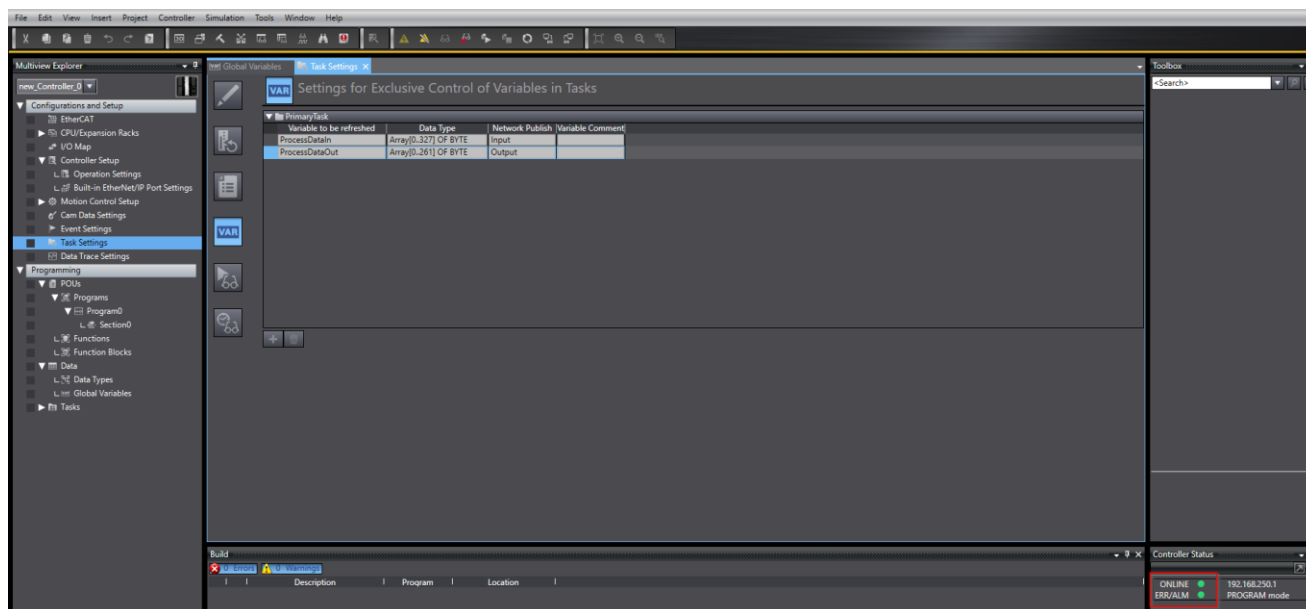 File Edit View Insert Project Controller Simulation Tools Window Help
Multiview Explorer
new_Controller_0
Configurations and Setup
EtherCAT
CPU/Expansion Racks
I/O Map
Controller Setup
Operation Settings
Built-in EtherNet/IP Port Settings
Motion Control Setup
Cam Data Settings
Event Settings
Task Settings
Data Trace Settings
Programming
POUs
Programs
Program0
Section0
Functions
Function Blocks
Data
Data Types
Global Variables
Tasks
Global Variables Task Settings
VAR
VAR Settings for Exclusive Control of Variables in Tasks
PrimaryTask
Variable to be refreshed Data Type Network Publish Variable Comment
ProcessDataIn Array[0..327] OF BYTE Input
ProcessDataOut Array[0..261] OF BYTE Output
Build
0 Errors 0 Warnings
Description Program Location
Toolbox
<Search>
Controller Status
ONLINE 192.168.250.1
ERR/ALM PROGRAM mode